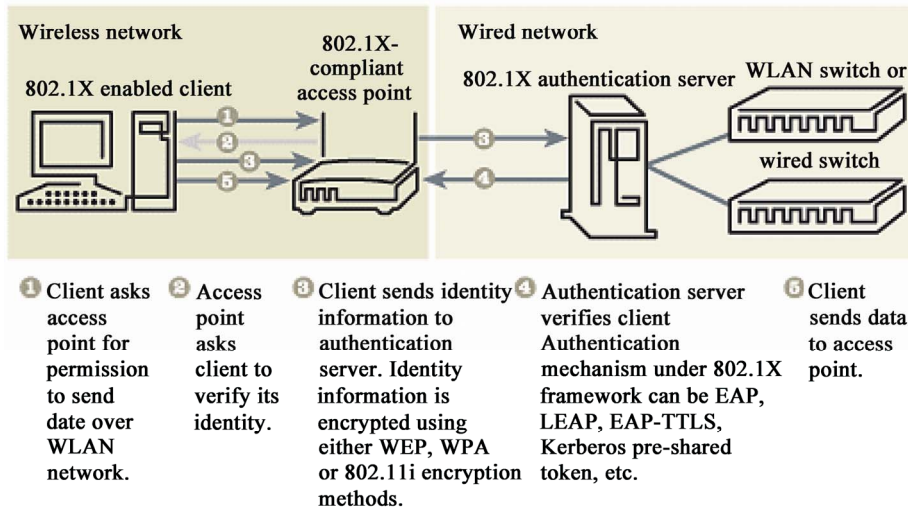 Wireless network
802.1X-
compliant
access point
802.1X enabled client
1
2
3
5
Wired network
802.1X authentication server
WLAN switch or
wired switch
3
4
1 Client asks
access
point for
permission
to send
date over
WLAN
network.
2 Access
point
asks
client to
verify its
identity.
3 Client sends identity
information to
authentication
server. Identity
information is
encrypted using
either WEP, WPA
or 802.11i encryption
methods.
4 Authentication server
verifies client
Authentication
mechanism under 802.1X
framework can be EAP,
LEAP, EAP-TTLS,
Kerberos pre-shared
token, etc.
5 Client
sends data
to access
point.